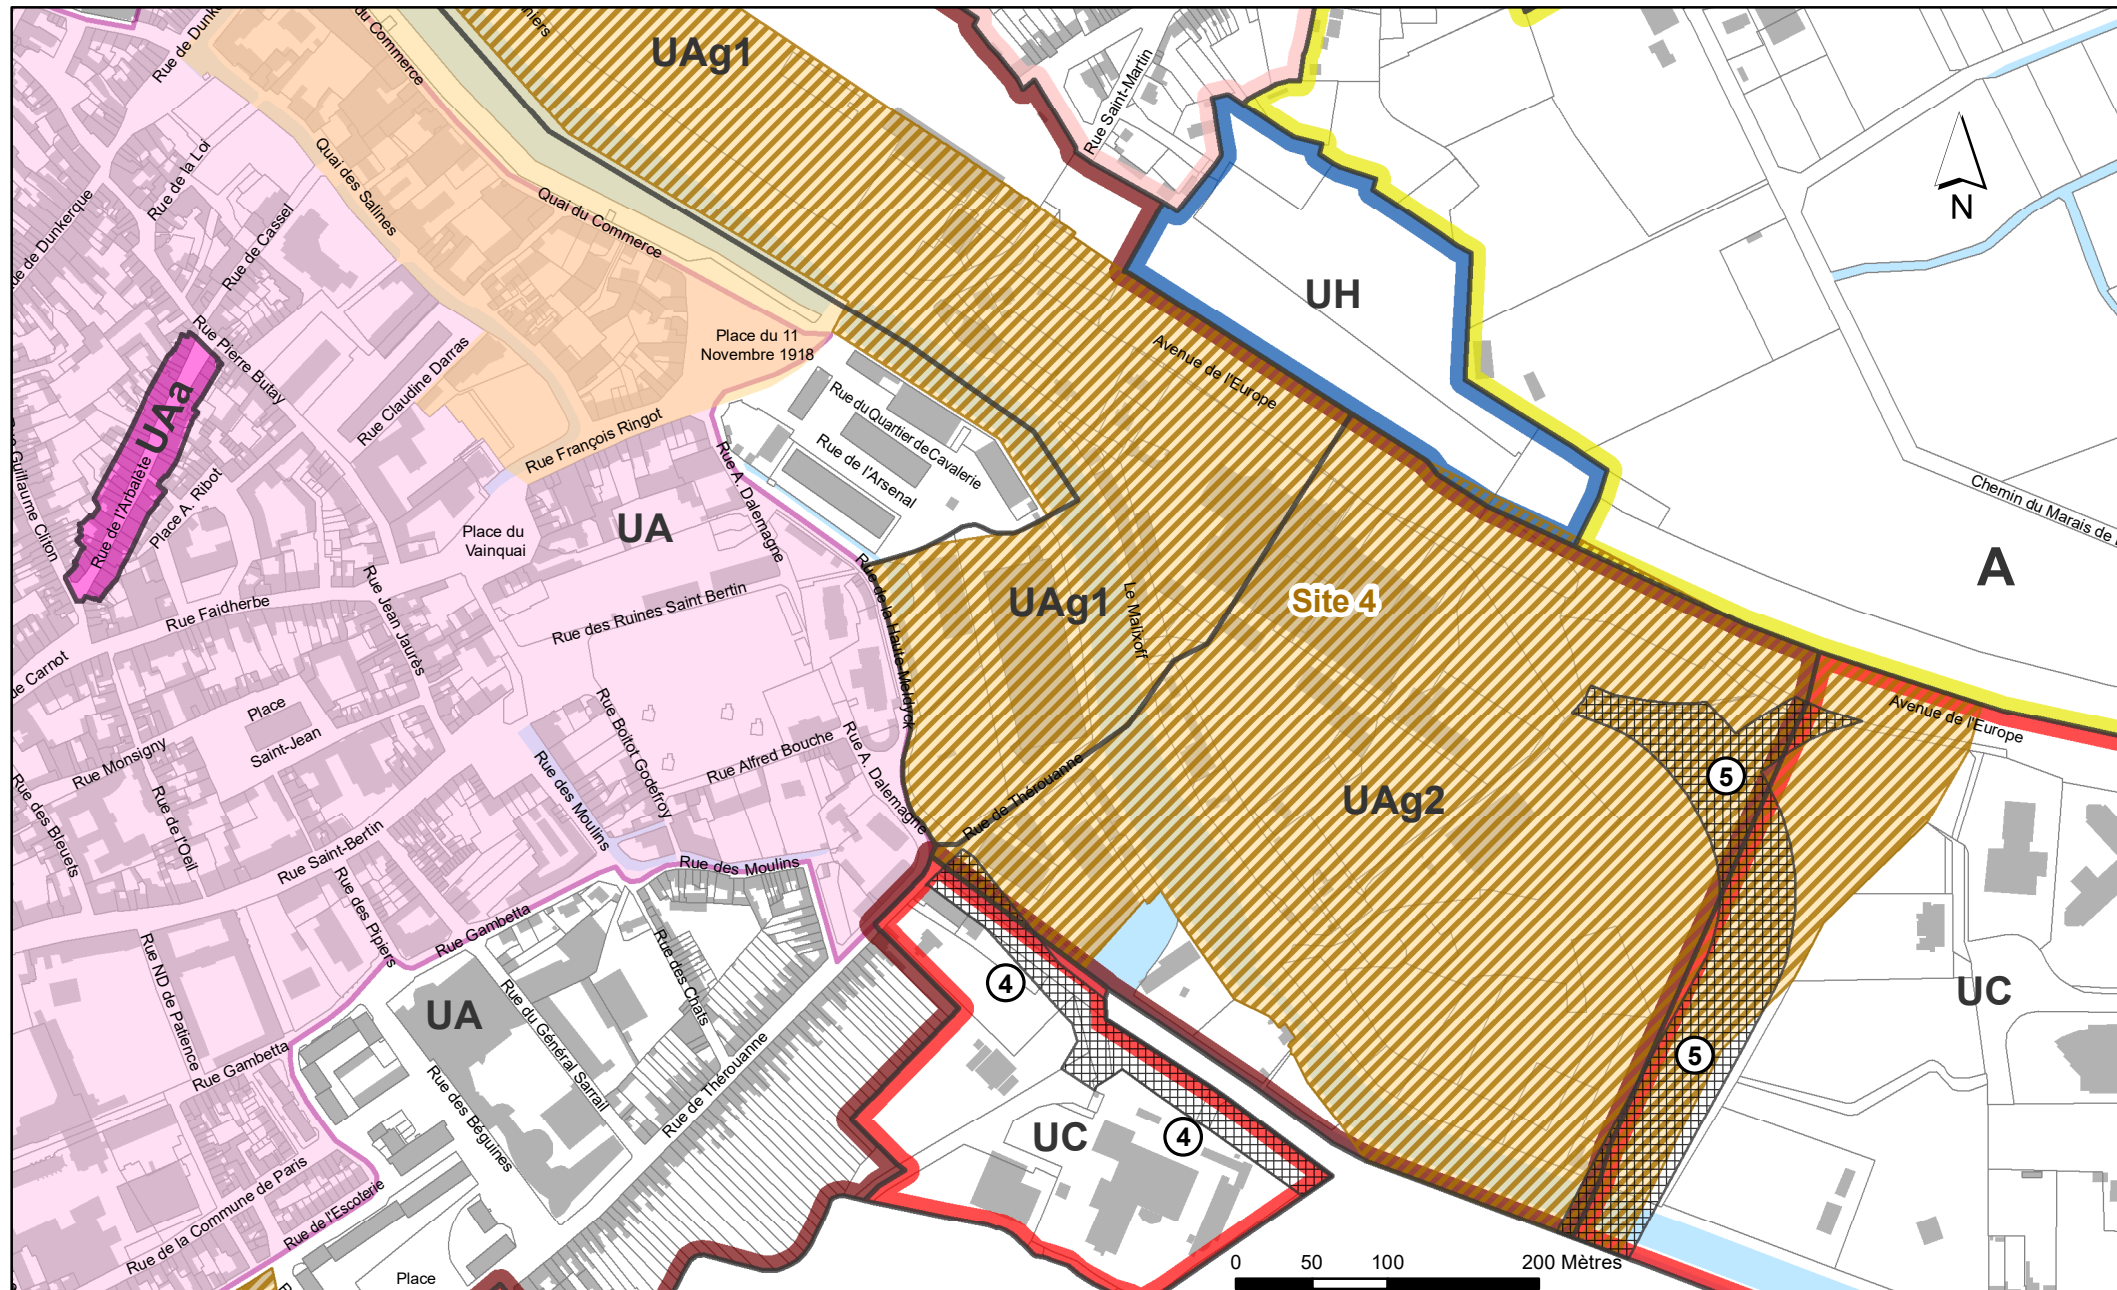 UAg1
Rue de Dunke
du Commerce
niers
Rue Saint-Martin
Rue de la Loi
Quai des Salines
Quai du Commerce
N
ue de Dunkerque
Rue de Cassel
UH
Rue Pierre Butay
Place du 11
Novembre 1918
Avenue de l'Europe
Rue Claudine Darras
UAa
Rue du Quartier de Cavalerie
Rue de l'Arsenal
Rue François Ringot
Rue de l'Arbalète
Place A. Ribot
e Guillaume Cliton
Rue A. Dalemagne
Chemin du Marais de
UA
Place du
Vainquai
A
Rue Faidherbe
Rue Jean Jaurès
Rue des Ruines Saint Bertin
Rue de la Haute Meldyck
UAg1
Le Malixoff
Site 4
ue Carnot
Place
Saint-Jean
Rue Monsigny
Rue Boitot Godefroy
Rue Alfred Bouche
Rue A. Dalemagne
Avenue de l'Europe
Rue des Bleuets
Rue de l'Oeil
Rue des Moulins
Rue de Thérouanne
UAg2
5
Rue Saint-Bertin
Rue des Moulins
Rue des Pipiers
Rue Gambetta
Rue ND de Patience
Rue des Chats
4
UC
UA
Rue du Général Sarrail
Rue Gambetta
Rue des Béguines
Rue de Thérouanne
5
UC
4
Rue de la Commune de Paris
Rue de l'Escoterie
Place
0 50 100 200 Mètres